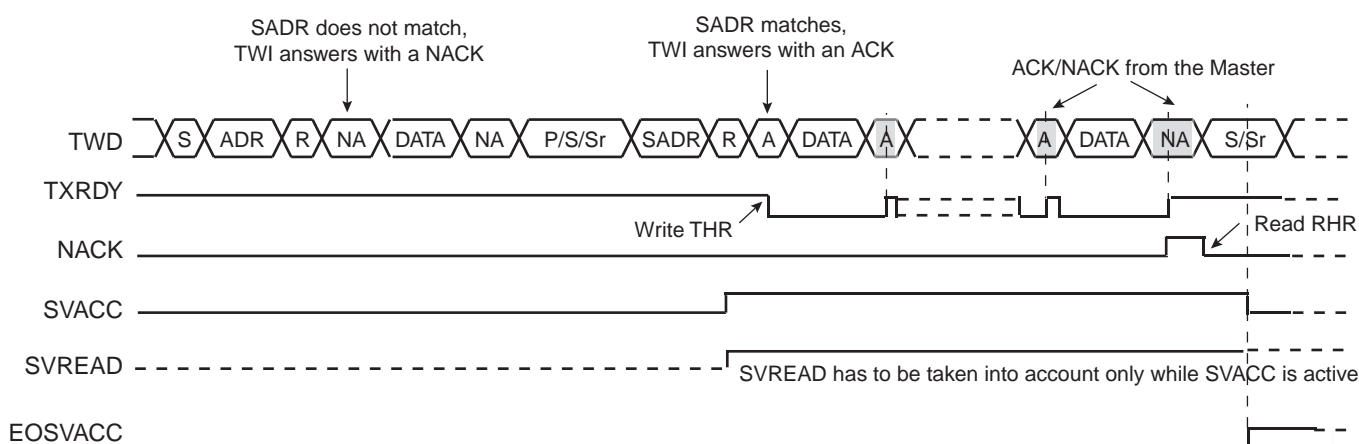 SADR does not match,
TWI answers with a NACK
SADR matches,
TWI answers with an ACK
ACK/NACK from the Master
TWD S ADR R NA DATA NA P/S/Sr SADR R A DATA A A DATA NA S/Sr
TXRDY
Write THR
Read RHR
NACK
SVACC
SVREAD
SVREAD has to be taken into account only while SVACC is active
EOSVACC